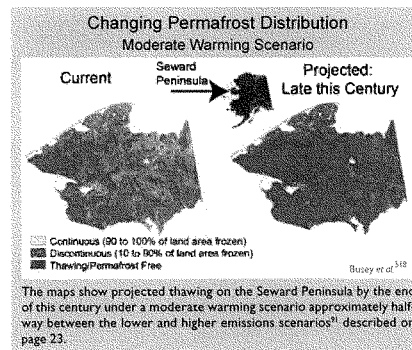 Changing Permafrost Distribution
Moderate Warming Scenario
Current
Seward
Peninsula
Projected:
Late this Century
Continuous (90 to 100% of land area frozen)
Discontinuous (10 to 90% of land area frozen)
Thawing/Permafrost Free
Busey et al.318
The maps show projected thawing on the Seward Peninsula by the end
of this century under a moderate warming scenario approximately half-
way between the lower and higher emissions scenarios91 described on
page 23.